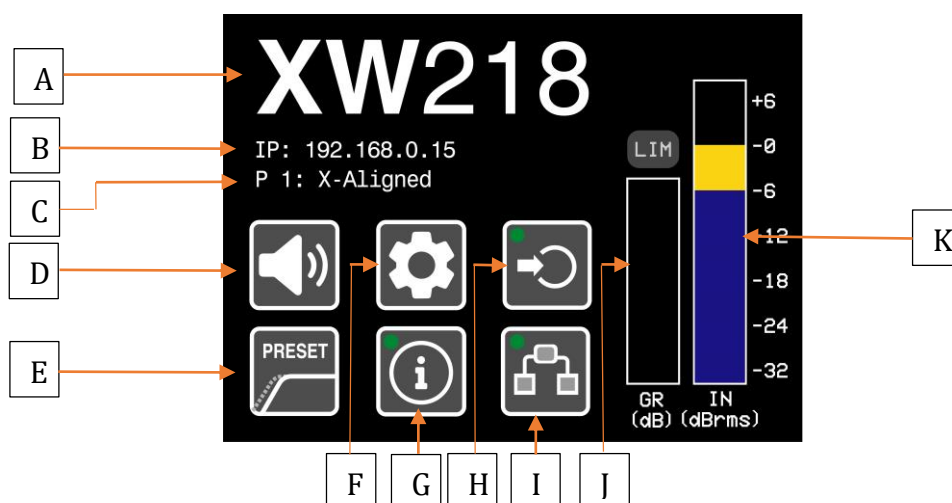 A
XW218
B
IP: 192.168.0.15
C
P 1: X-Aligned
D
E
PRESET
i
LIM
+6
-0
-6
-12
-18
-24
-32
K
GR
(dB)
IN
(dBrms)
F
G
H
I
J